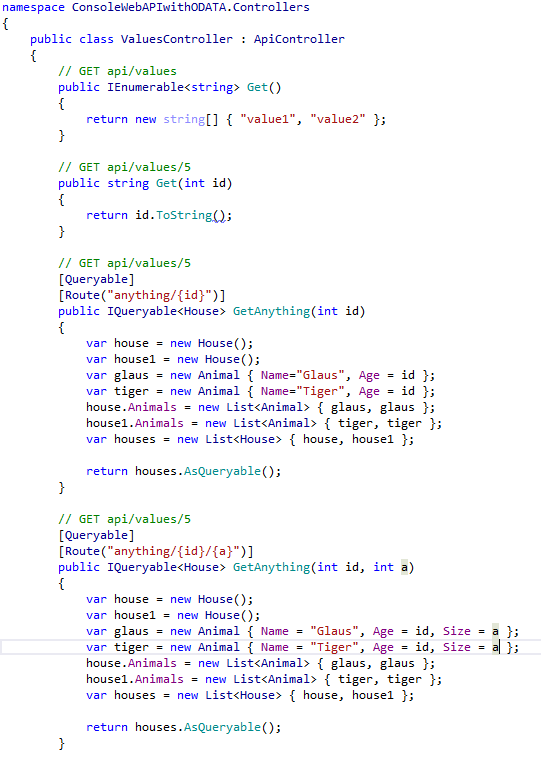 namespace ConsoleWebAPIwithODATA.Controllers
{
    public class ValuesController : ApiController
    {
        // GET api/values
        public IEnumerable<string> Get()
        {
            return new string[] { "value1", "value2" };
        }

        // GET api/values/5
        public string Get(int id)
        {
            return id.ToString();
        }

        // GET api/values/5
        [Queryable]
        [Route("anything/{id}")]
        public IQueryable<House> GetAnything(int id)
        {
            var house = new House();
            var house1 = new House();
            var glaus = new Animal { Name="Glaus", Age = id };
            var tiger = new Animal { Name="Tiger", Age = id };
            house.Animals = new List<Animal> { glaus, glaus };
            house1.Animals = new List<Animal> { tiger, tiger };
            var houses = new List<House> { house, house1 };

            return houses.AsQueryable();
        }

        // GET api/values/5
        [Queryable]
        [Route("anything/{id}/{a}")]
        public IQueryable<House> GetAnything(int id, int a)
        {
            var house = new House();
            var house1 = new House();
            var glaus = new Animal { Name = "Glaus", Age = id, Size = a };
            var tiger = new Animal { Name = "Tiger", Age = id, Size = a };
            house.Animals = new List<Animal> { glaus, glaus };
            house1.Animals = new List<Animal> { tiger, tiger };
            var houses = new List<House> { house, house1 };

            return houses.AsQueryable();
        }